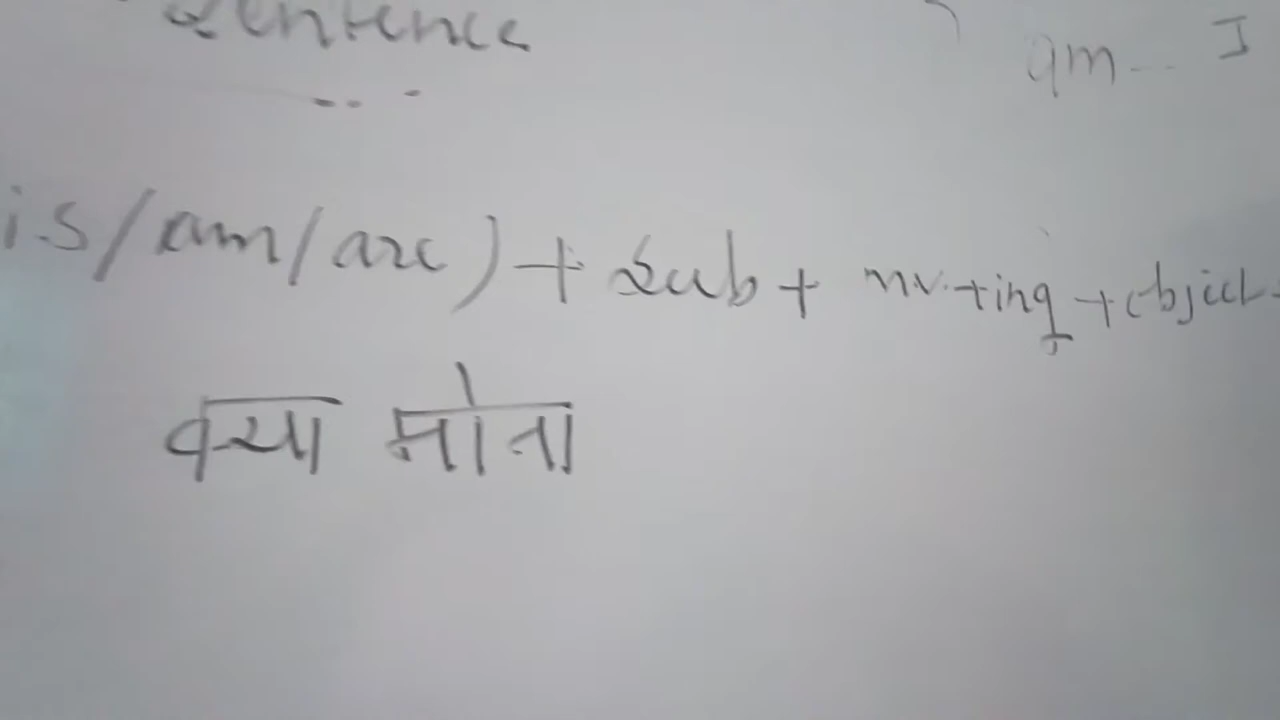 Sentence
am... I
is/am/are) + Sub + mv.+ing + object
क्या सोता